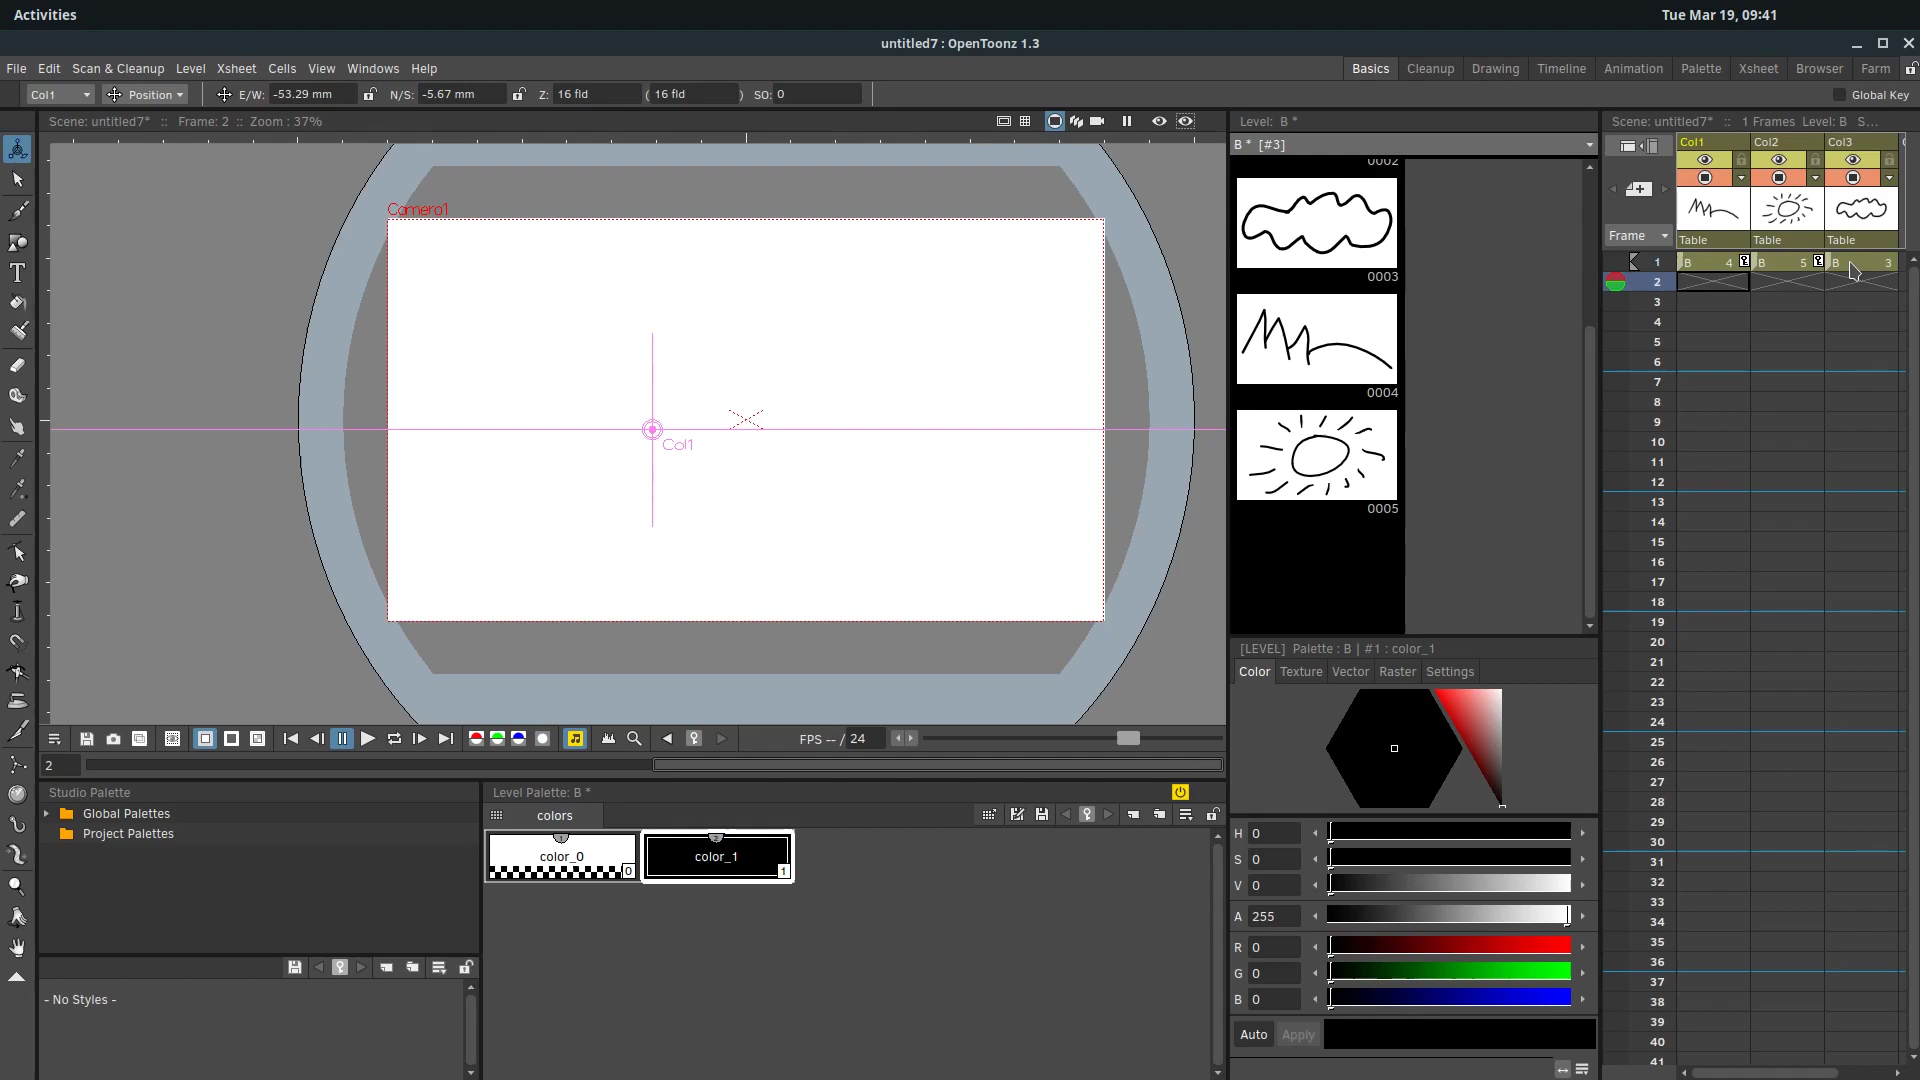 Activities
Tue Mar 19, 09:41
untitled7 : OpenToonz 1.3
File Edit Scan & Cleanup Level Xsheet Cells View Windows Help
Basics Cleanup Drawing Timeline Animation Palette Xsheet Browser Farm
Col1 Position E/W: -53.29 mm N/S: -5.67 mm Z: 16 fld ( 16 fld ) SO: 0
Global Key
Scene: untitled7* :: Frame: 2 :: Zoom : 37%
Camera1
Col1
Level: B *
B * [#3]
0002
0003
0004
0005
Scene: untitled7* :: 1 Frames Level: B S...
Col1 Col2 Col3
Frame
Table Table Table
1 B 4 B 5 B 3
2
3
4
5
6
7
8
9
10
11
12
13
14
15
16
17
18
19
20
21
22
23
24
25
26
27
28
29
30
31
32
33
34
35
36
37
38
39
40
41
FPS -- / 24
2
Studio Palette
Global Palettes
Project Palettes
- No Styles -
Level Palette: B *
colors
color_0 0
color_1 1
[LEVEL] Palette : B | #1 : color_1
Color Texture Vector Raster Settings
H 0
S 0
V 0
A 255
R 0
G 0
B 0
Auto Apply